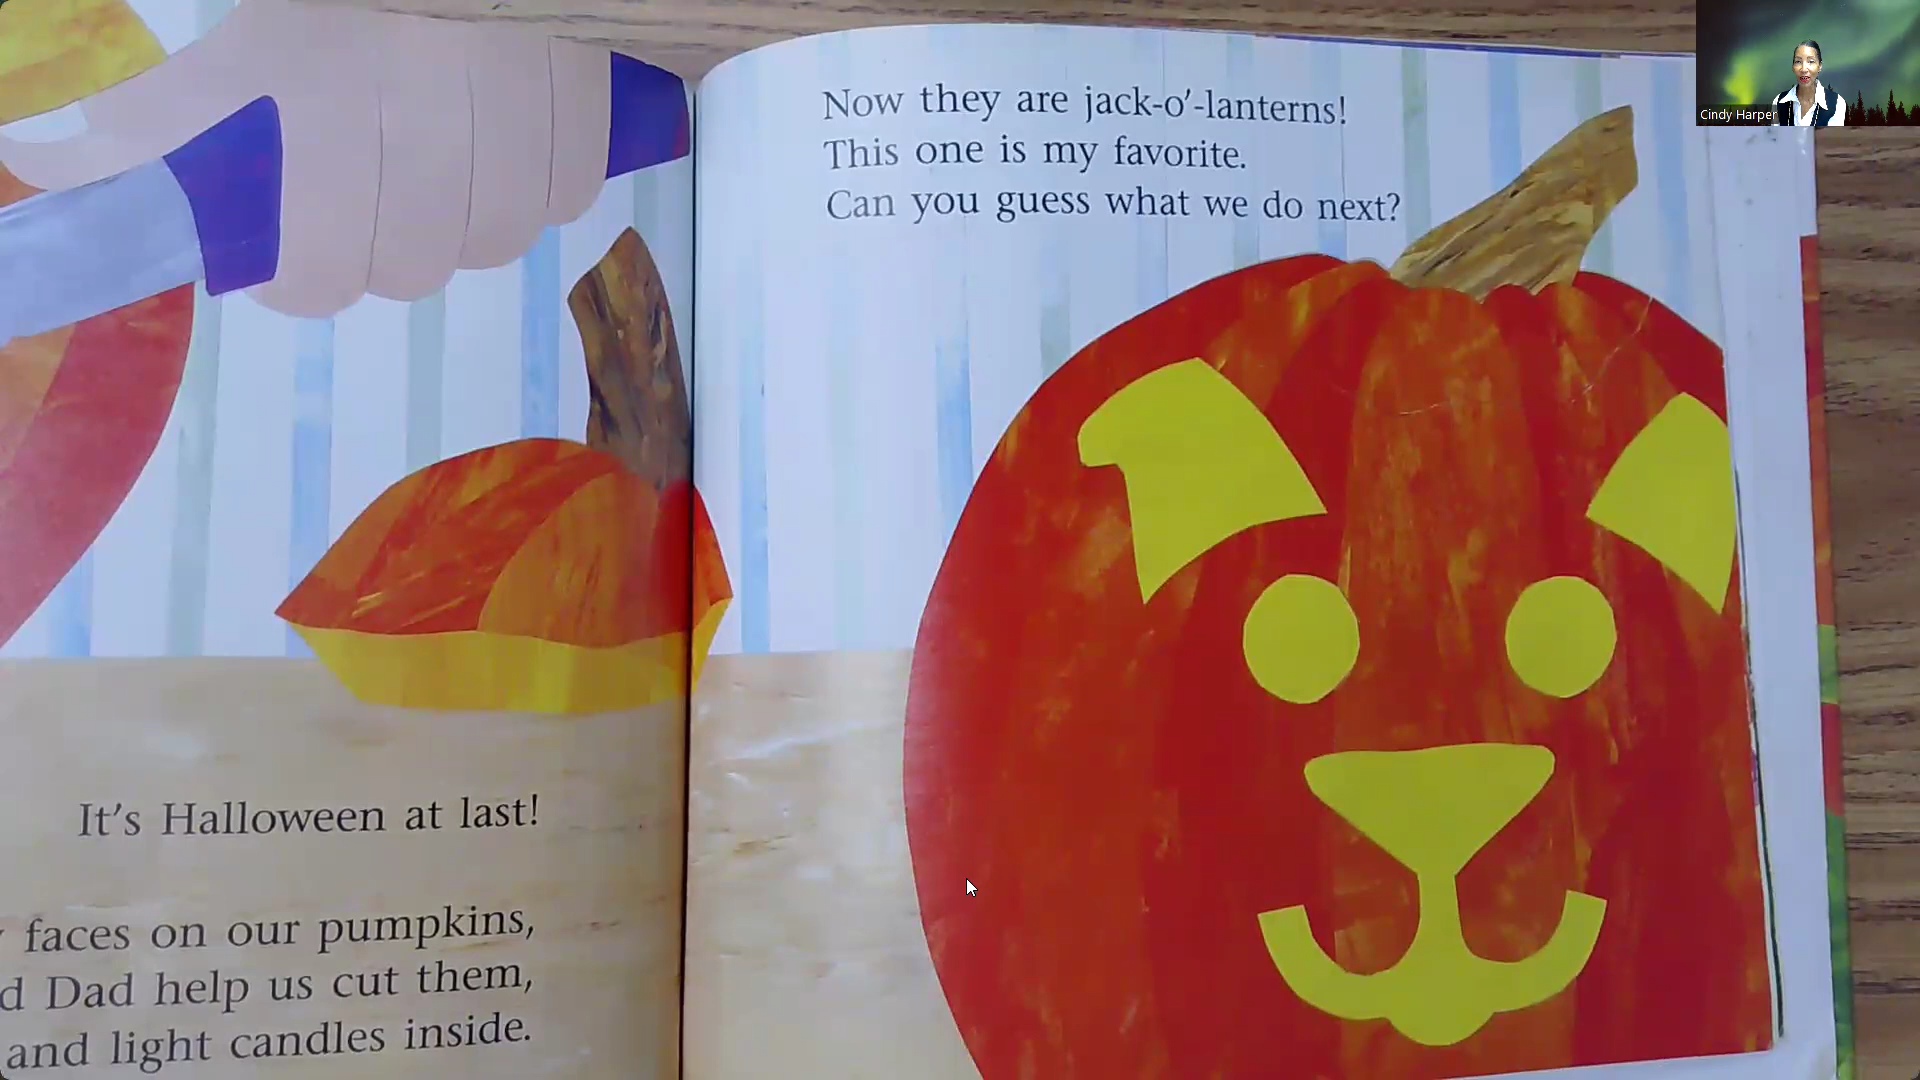 It's Halloween at last!
faces on our pumpkins,
Dad help us cut them,
and light candles inside.
Now they are jack-o'-lanterns!
This one is my favorite.
Can you guess what we do next?
Cindy Harper